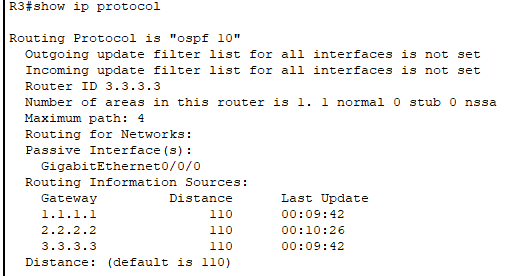 R3#show ip protocol
Routing Protocol is "ospf 10"
Outgoing update filter list for all interfaces is not set
Incoming update filter list for all interfaces is not set
Router ID 3.3.3.3
Number of areas in this router is 1. 1 normal 0 stub 0 nssa
Maximum path: 4
Routing for Networks:
Passive Interface(s):
GigabitEthernet0/0/0
Routing Information Sources:
Gateway Distance Last Update
1.1.1.1 110 00:09:42
2.2.2.2 110 00:10:26
3.3.3.3 110 00:09:42
Distance: (default is 110)